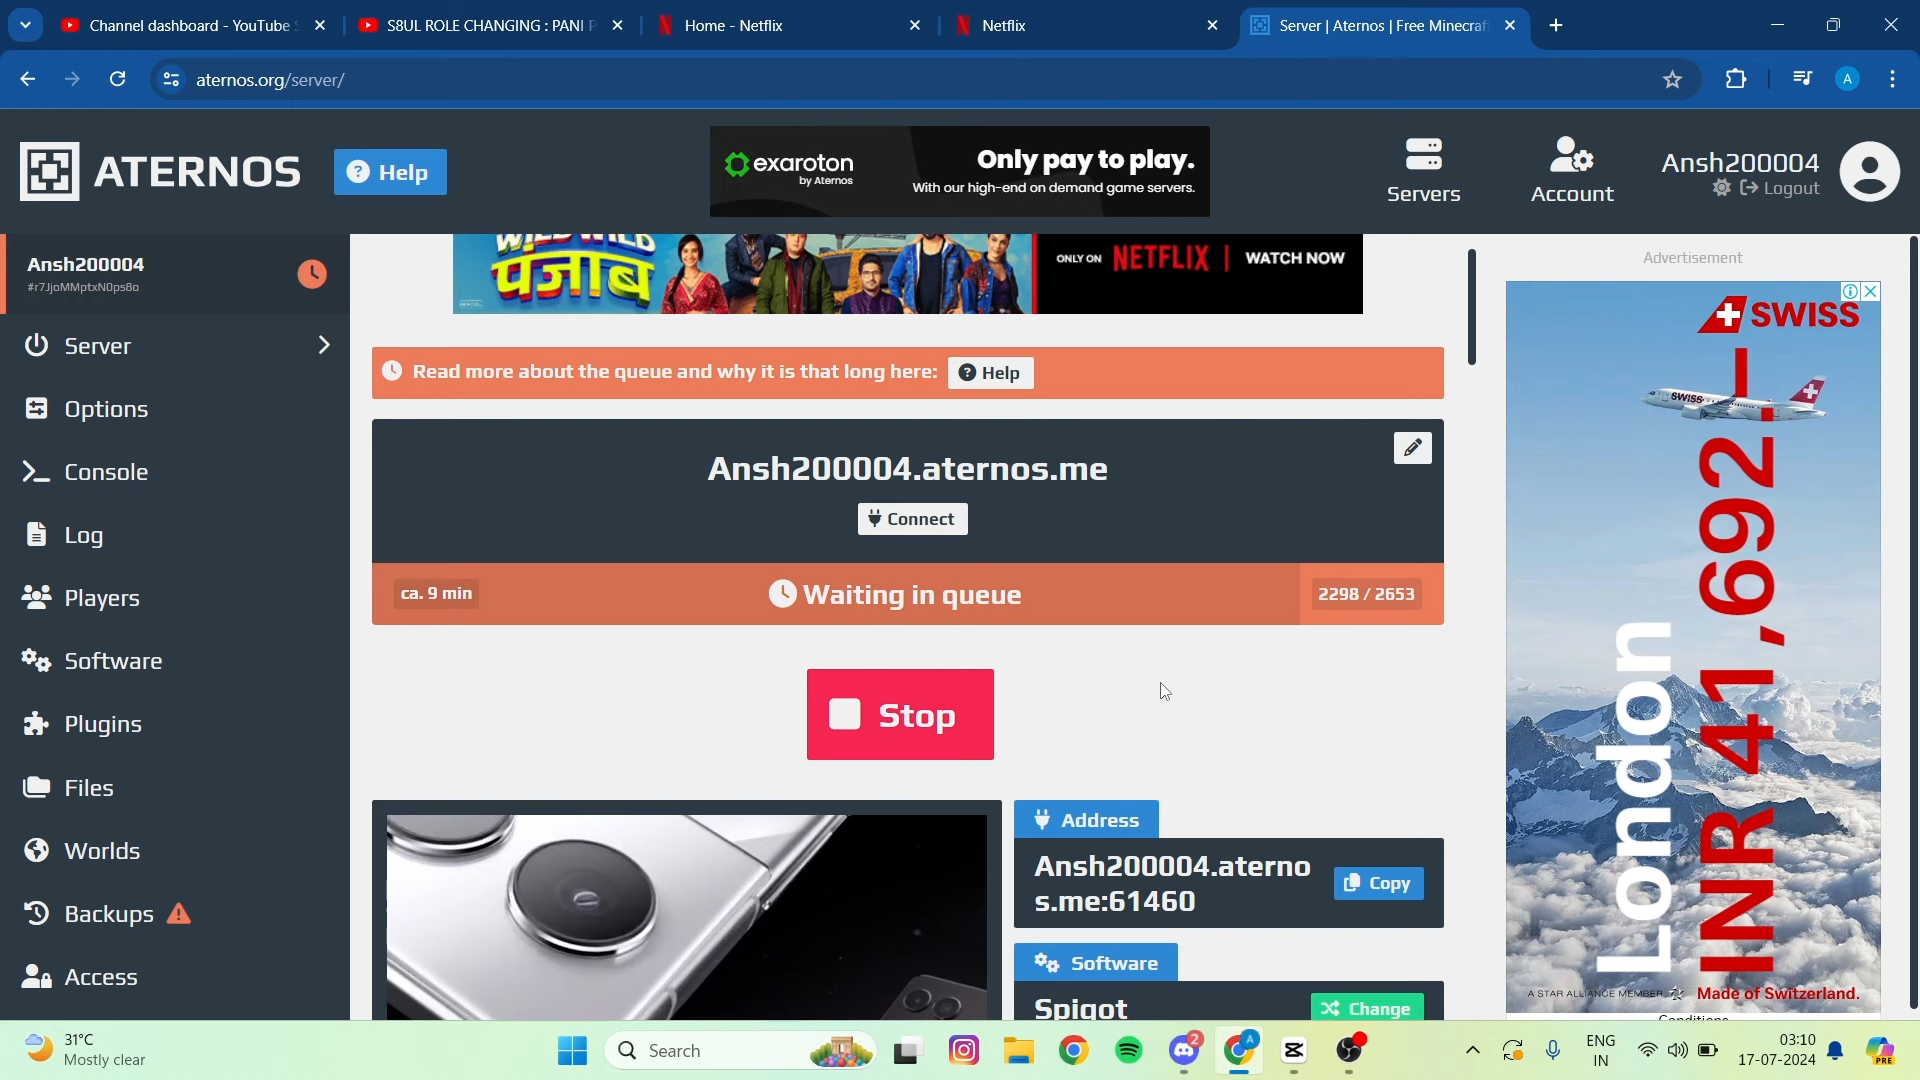 Channel dashboard - YouTube S
S8UL ROLE CHANGING : PANI P
Home - Netflix
Netflix
Server | Aternos | Free Minecraf
aternos.org/server/
A
ATERNOS
? Help
exaroton
by Aternos
Only pay to play.
With our high-end on demand game servers.
Servers
Account
Ansh200004
Logout
Ansh200004
Server
Options
Console
Log
Players
Software
Plugins
Files
Worlds
Backups
Access
WILD WILD
पंजाब
ONLY ON NETFLIX | WATCH NOW
Read more about the queue and why it is that long here: ? Help
Ansh200004.aternos.me
Connect
ca. 9 min
Waiting in queue
2298 / 2653
Stop
Address
Ansh200004.aterno
s.me:61460
Copy
Software
Spigot
Change
Advertisement
SWISS
SWISS
London
INR 41,692.–
A STAR ALLIANCE MEMBER
Made of Switzerland.
31°C
Mostly clear
Search
2
A
ENG
IN
03:10
17-07-2024
PRE